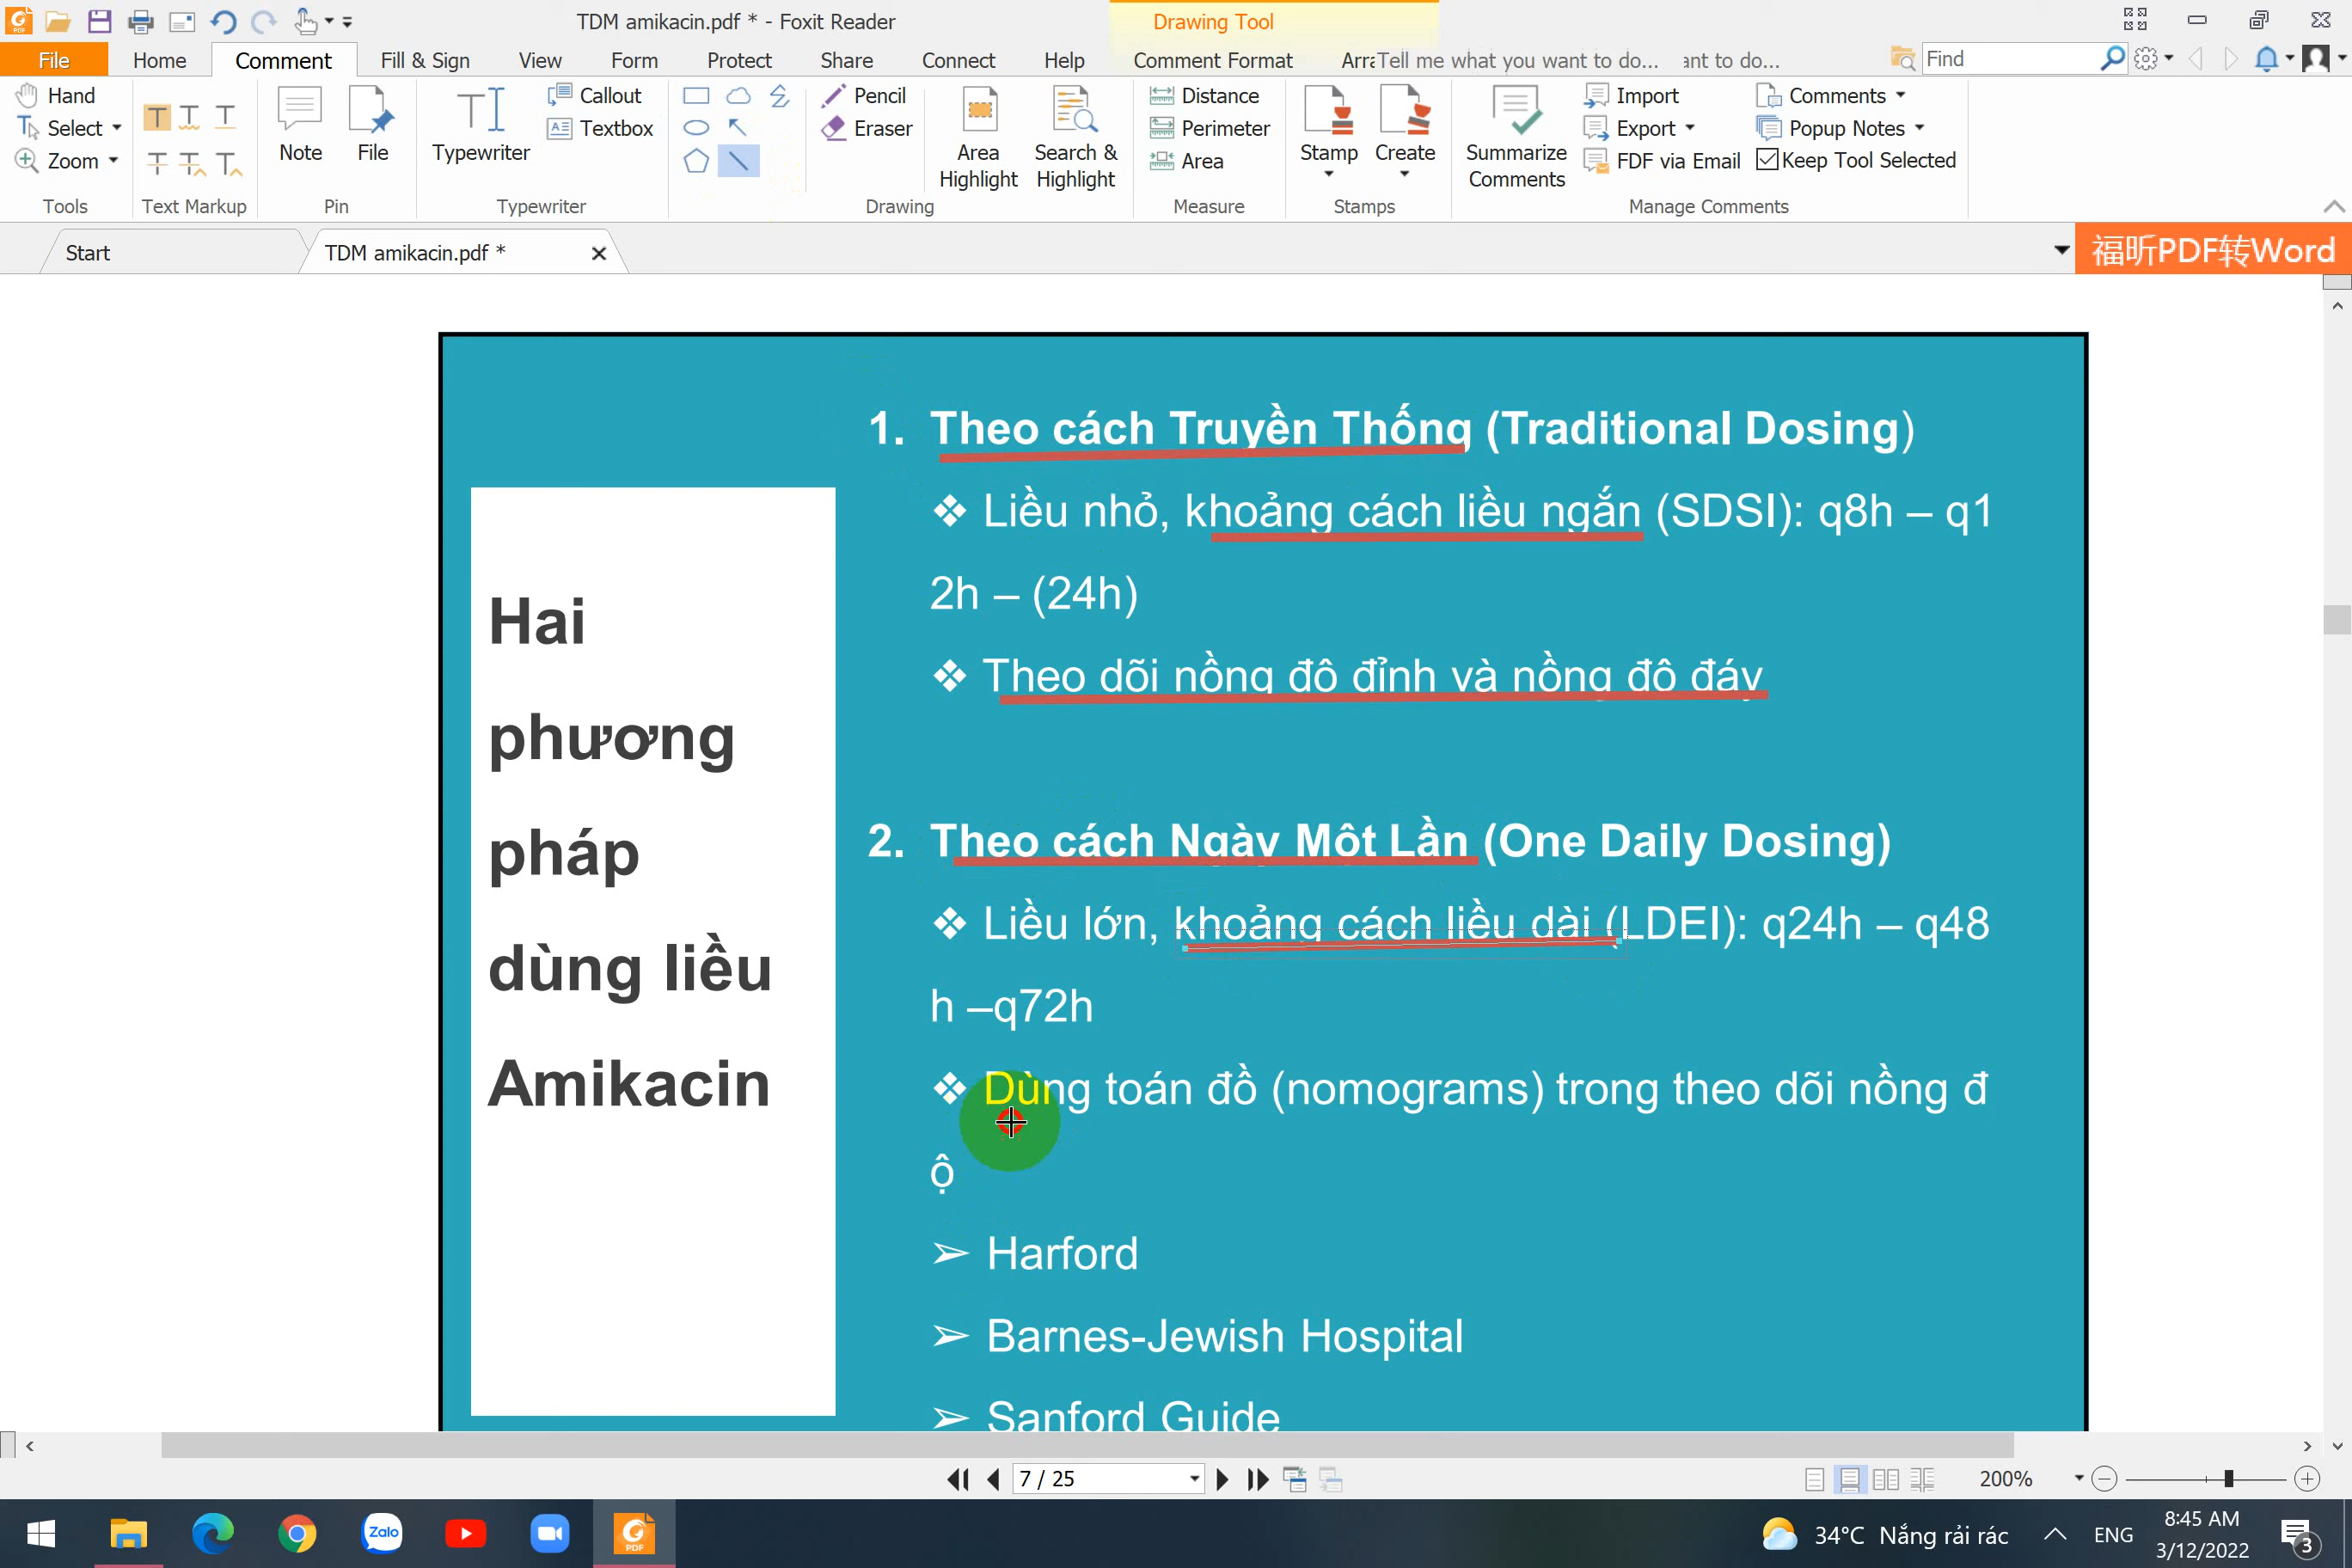 TDM amikacin.pdf * - Foxit Reader
Drawing Tool
File Home Comment Fill & Sign View Form Protect Share Connect Help Comment Format Arr Tell me what you want to do... ant to do... Find
Hand
Select
Zoom
Tools
Text Markup
Note
File
Pin
Typewriter
Callout
Textbox
Typewriter
Pencil
Eraser
Area
Highlight
Search &
Highlight
Drawing
Distance
Perimeter
Area
Measure
Stamp
Create
Stamps
Summarize
Comments
Import
Export
FDF via Email
Comments
Popup Notes
Keep Tool Selected
Manage Comments
Start
TDM amikacin.pdf *
福昕PDF转Word
Hai
phương
pháp
dùng liều
Amikacin
1. Theo cách Truyền Thống (Traditional Dosing)
❖ Liều nhỏ, khoảng cách liều ngắn (SDSI): q8h – q1
2h – (24h)
❖ Theo dõi nồng độ đỉnh và nồng độ đáy
2. Theo cách Ngày Một Lần (One Daily Dosing)
❖ Liều lớn, khoảng cách liều dài (LDEI): q24h – q48
h –q72h
❖ Dùng toán đồ (nomograms) trong theo dõi nồng đ
ộ
➢ Harford
➢ Barnes-Jewish Hospital
➢ Sanford Guide
7 / 25
200%
Zalo
PDF
34°C Nắng rải rác
ENG
8:45 AM
3/12/2022
3